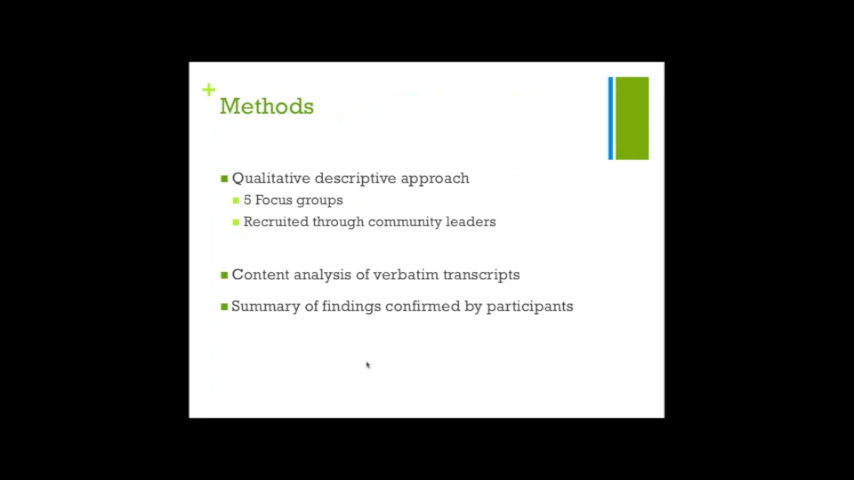 +
Methods
Qualitative descriptive approach
5 Focus groups
Recruited through community leaders
Content analysis of verbatim transcripts
Summary of findings confirmed by participants